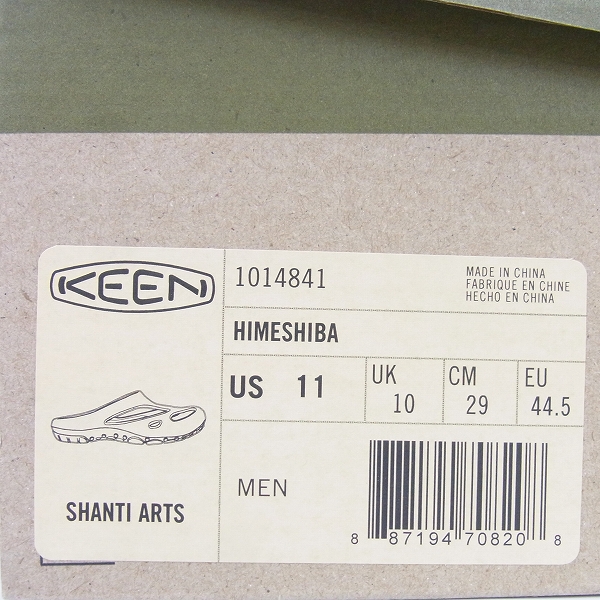 KEEN
1014841
MADE IN CHINA
FABRIQUE EN CHINE
HECHO EN CHINA
HIMESHIBA
US 11
UK 10
CM 29
EU 44.5
MEN
SHANTI ARTS
8 87194 70820 8